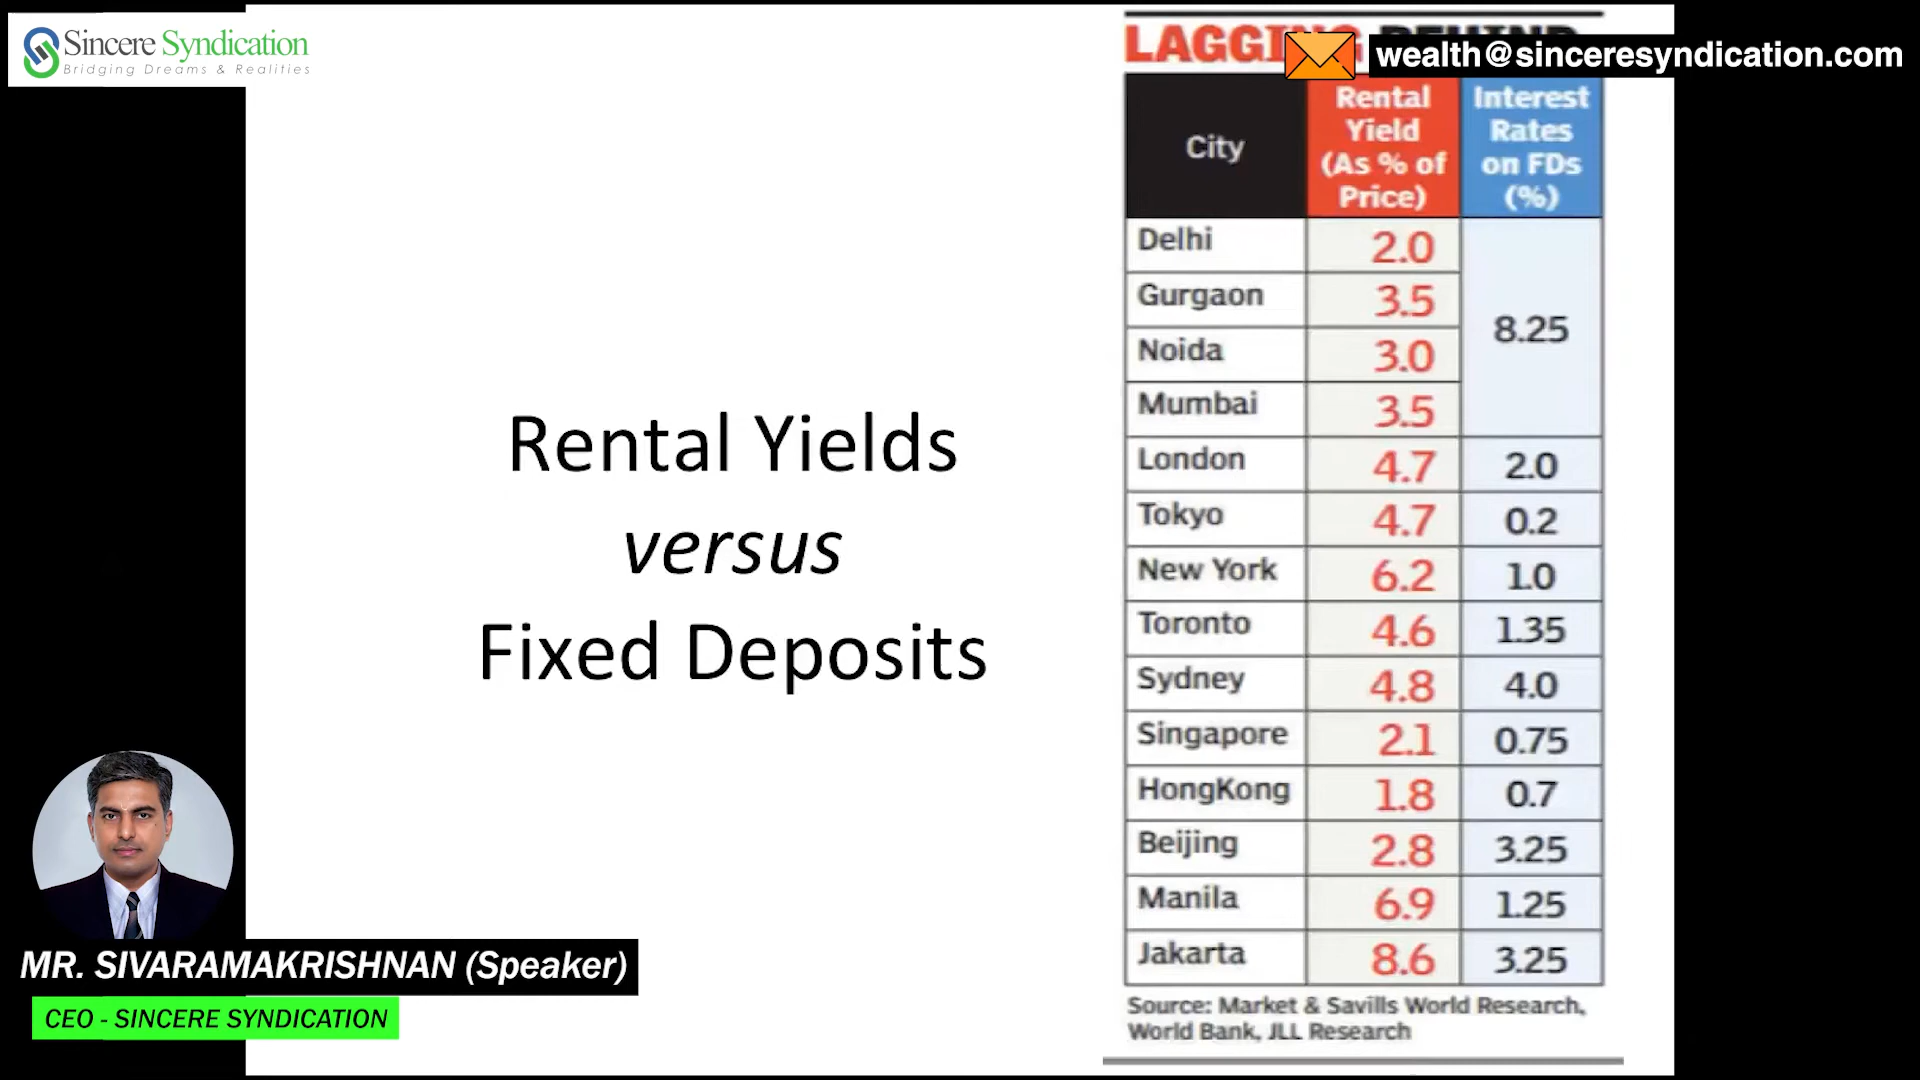 Sincere Syndication
Bridging Dreams & Realities
wealth@sinceresyndication.com
Rental Yields
versus
Fixed Deposits
LAGGING BEHIND
City
Rental Yield (As % of Price)
Interest Rates on FDs (%)
Delhi 2.0
Gurgaon 3.5
8.25
Noida 3.0
Mumbai 3.5
London 4.7 2.0
Tokyo 4.7 0.2
New York 6.2 1.0
Toronto 4.6 1.35
Sydney 4.8 4.0
Singapore 2.1 0.75
HongKong 1.8 0.7
Beijing 2.8 3.25
Manila 6.9 1.25
Jakarta 8.6 3.25
Source: Market & Savills World Research,
World Bank, JLL Research
MR. SIVARAMAKRISHNAN (Speaker)
CEO - SINCERE SYNDICATION